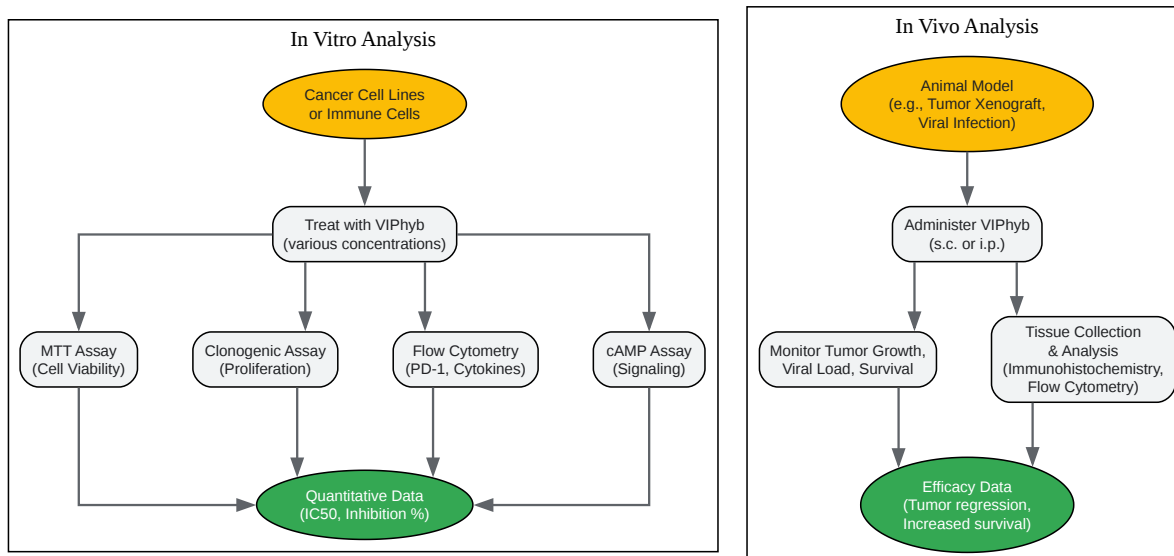 In Vitro Analysis
Cancer Cell Lines
or Immune Cells
Treat with VIPhyb
(various concentrations)
MTT Assay
(Cell Viability)
Clonogenic Assay
(Proliferation)
Flow Cytometry
(PD-1, Cytokines)
cAMP Assay
(Signaling)
Quantitative Data
(IC50, Inhibition %)
In Vivo Analysis
Animal Model
(e.g., Tumor Xenograft,
Viral Infection)
Administer VIPhyb
(s.c. or i.p.)
Monitor Tumor Growth,
Viral Load, Survival
Tissue Collection
& Analysis
(Immunohistochemistry,
Flow Cytometry)
Efficacy Data
(Tumor regression,
Increased survival)